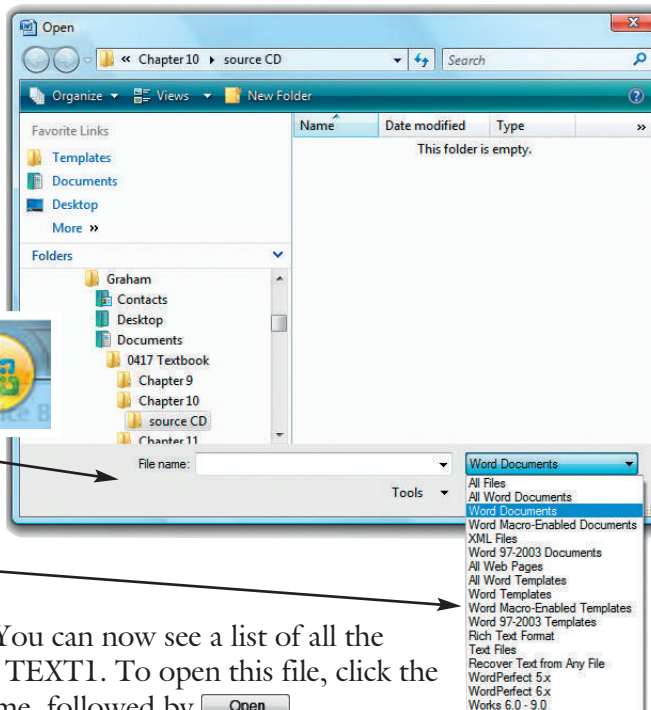 Open
« Chapter 10 ▸ source CD Search
Organize Views New Folder
Favorite Links
Templates
Documents
Desktop
More »
Folders
Graham
Contacts
Desktop
Documents
0417 Textbook
Chapter 9
Chapter 10
source CD
Chapter 11
Name Date modified Type »
This folder is empty.
File name: Word Documents
Tools
All Files
All Word Documents
Word Documents
Word Macro-Enabled Documents
XML Files
Word 97-2003 Documents
All Web Pages
All Word Templates
Word Templates
Word Macro-Enabled Templates
Word 97-2003 Templates
Rich Text Format
Text Files
Recover Text from Any File
WordPerfect 5.x
WordPerfect 6.x
Works 6.0 - 9.0
You can now see a list of all the
TEXT1. To open this file, click the
me, followed by Open